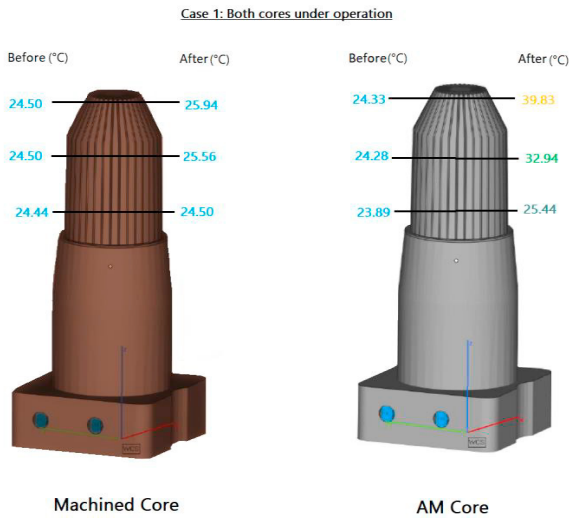 Case 1: Both cores under operation
Before (°C) After (°C) Before(°C) After (°C)
24.50 25.94 24.33 39.83
24.50 25.56 24.28 32.94
24.44 24.50 23.89 25.44
WCS WCS
Machined Core AM Core